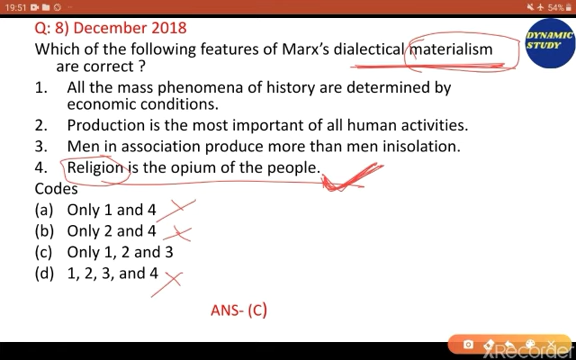 19:51
54%
Q: 8) December 2018
DYNAMIC
STUDY
Which of the following features of Marx's dialectical materialism
are correct ?
1. All the mass phenomena of history are determined by
economic conditions.
2. Production is the most important of all human activities.
3. Men in association produce more than men inisolation.
4. Religion is the opium of the people.
Codes
(a) Only 1 and 4
(b) Only 2 and 4
(c) Only 1, 2 and 3
(d) 1, 2, 3, and 4
ANS- (C)
XRecorder